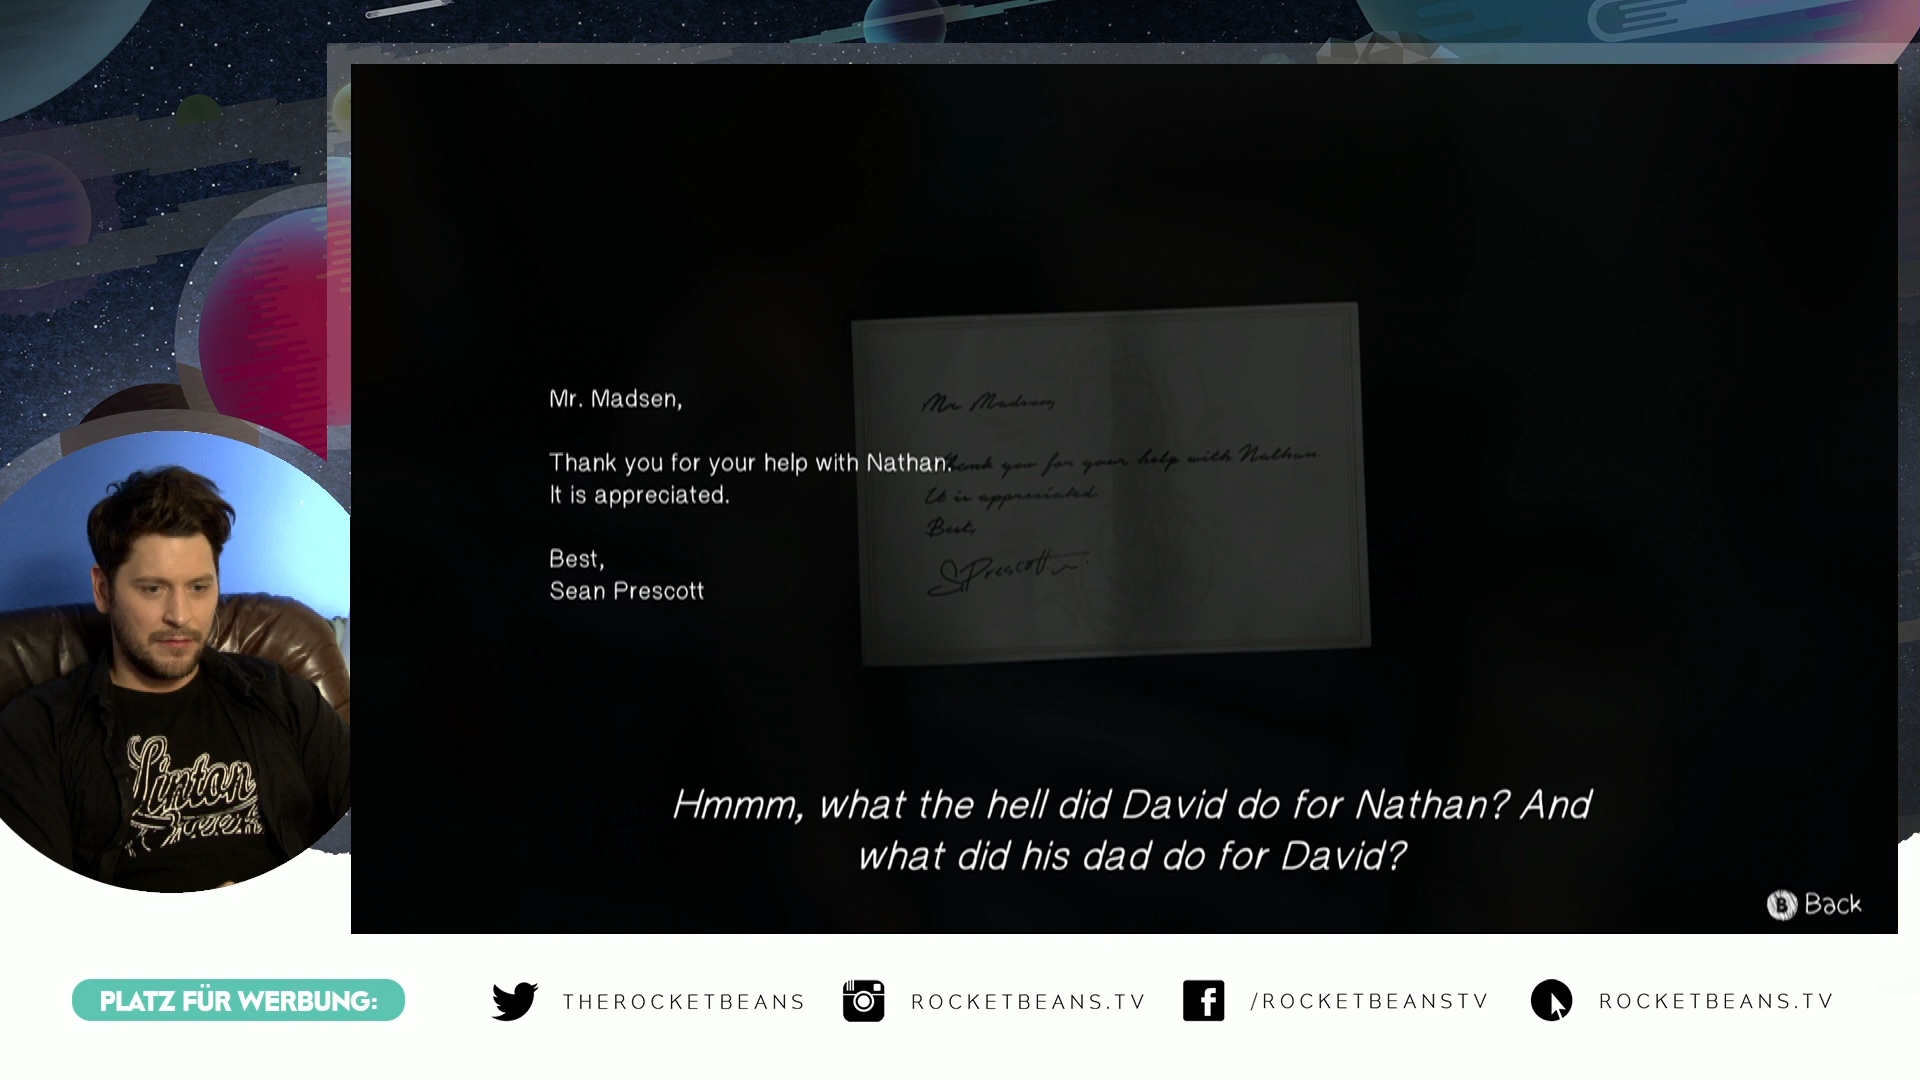 Mr. Madsen,
Thank you for your help with Nathan.
It is appreciated.
Best,
Sean Prescott
Mr. Madsen,
Thank you for your help with Nathan.
It is appreciated
Best,
SPrescott
Hmmm, what the hell did David do for Nathan? And
what did his dad do for David?
B Back
Linton
PLATZ FÜR WERBUNG:
THEROCKETBEANS
ROCKETBEANS.TV
/ROCKETBEANSTV
ROCKETBEANS.TV